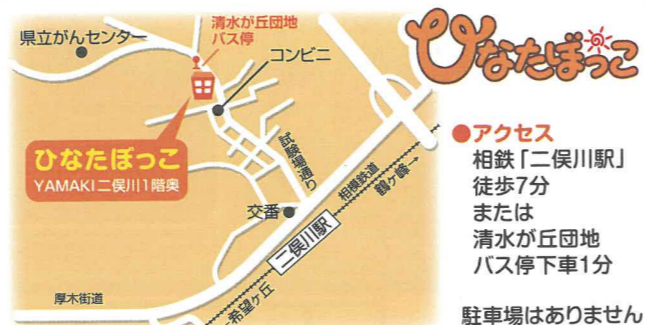 清水が丘団地
バス停
県立がんセンター
コンビニ
ひなたぼっこ
YAMAKI二俣川1階奥
試験場通り
相模鉄道
鶴ヶ峰→
交番
二俣川駅
厚木街道
←希望ヶ丘
ひなたぼっこ
●アクセス
相鉄「二俣川駅」
徒歩7分
または
清水が丘団地
バス停下車1分
駐車場はありません